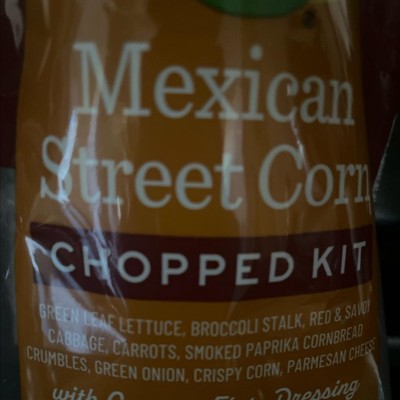 Mexican
Street Corn
CHOPPED KIT
GREEN LEAF LETTUCE, BROCCOLI STALK, RED & SAVOY
CABBAGE, CARROTS, SMOKED PAPRIKA CORNBREAD
CRUMBLES, GREEN ONION, CRISPY CORN, PARMESAN CHEESE
with Dressing